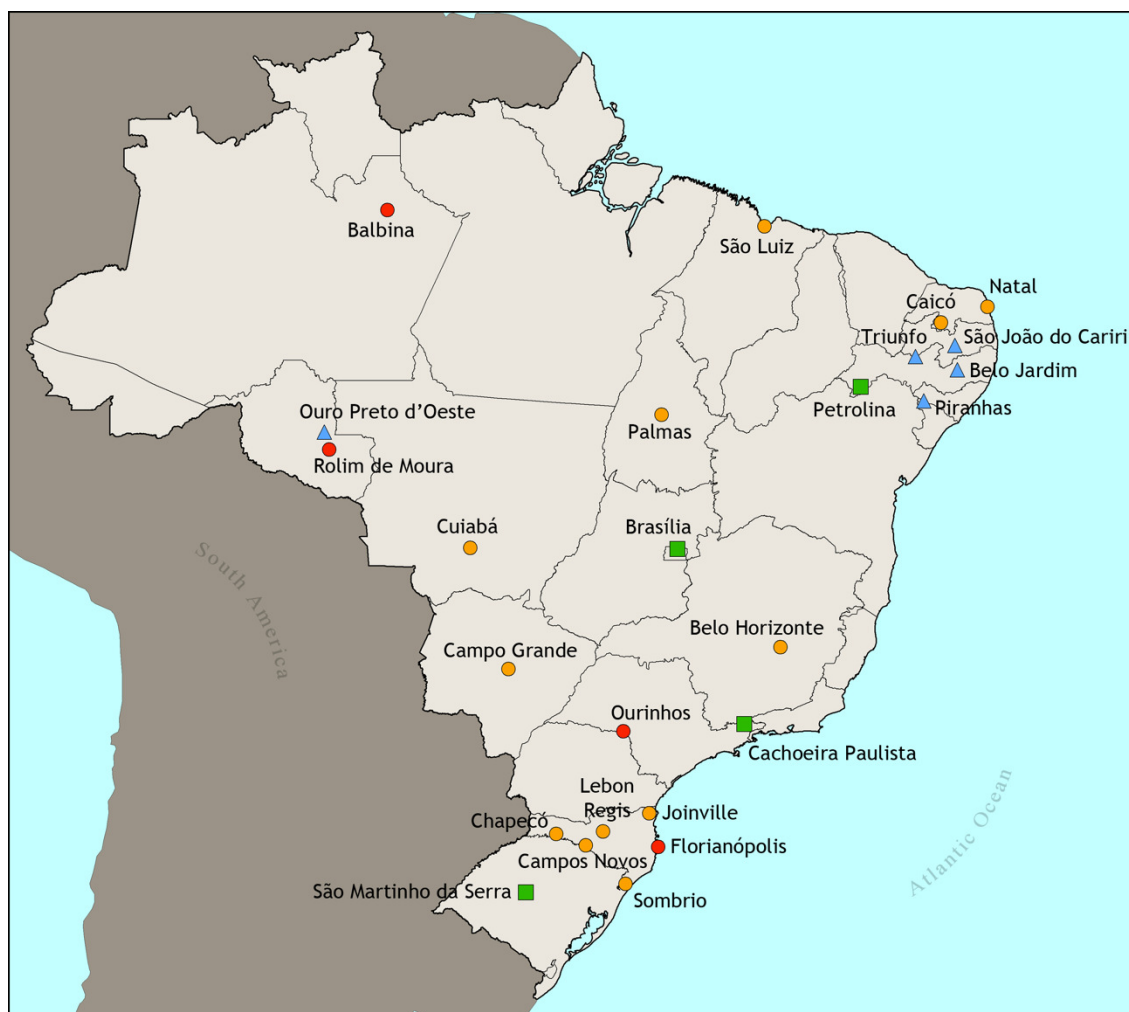 Balbina
São Luiz
Natal
Caicó
Triunfo
São João do Cariri
Belo Jardim
Petrolina
Piranhas
Ouro Preto d’Oeste
Palmas
Rolim de Moura
Cuiabá
Brasília
South America
Belo Horizonte
Campo Grande
Ourinhos
Cachoeira Paulista
Lebon
Regis
Joinville
Chapecó
Florianópolis
Campos Novos
São Martinho da Serra
Sombrio
Atlantic Ocean